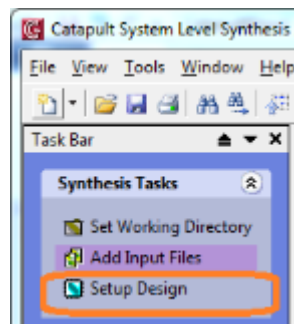 Catapult System Level Synthesis
File View Tools Window Help
Task Bar
Synthesis Tasks
Set Working Directory
Add Input Files
Setup Design